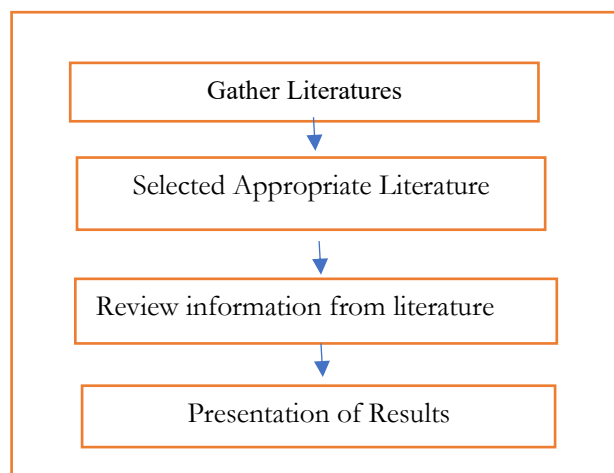 Gather Literatures
Selected Appropriate Literature
Review information from literature
Presentation of Results